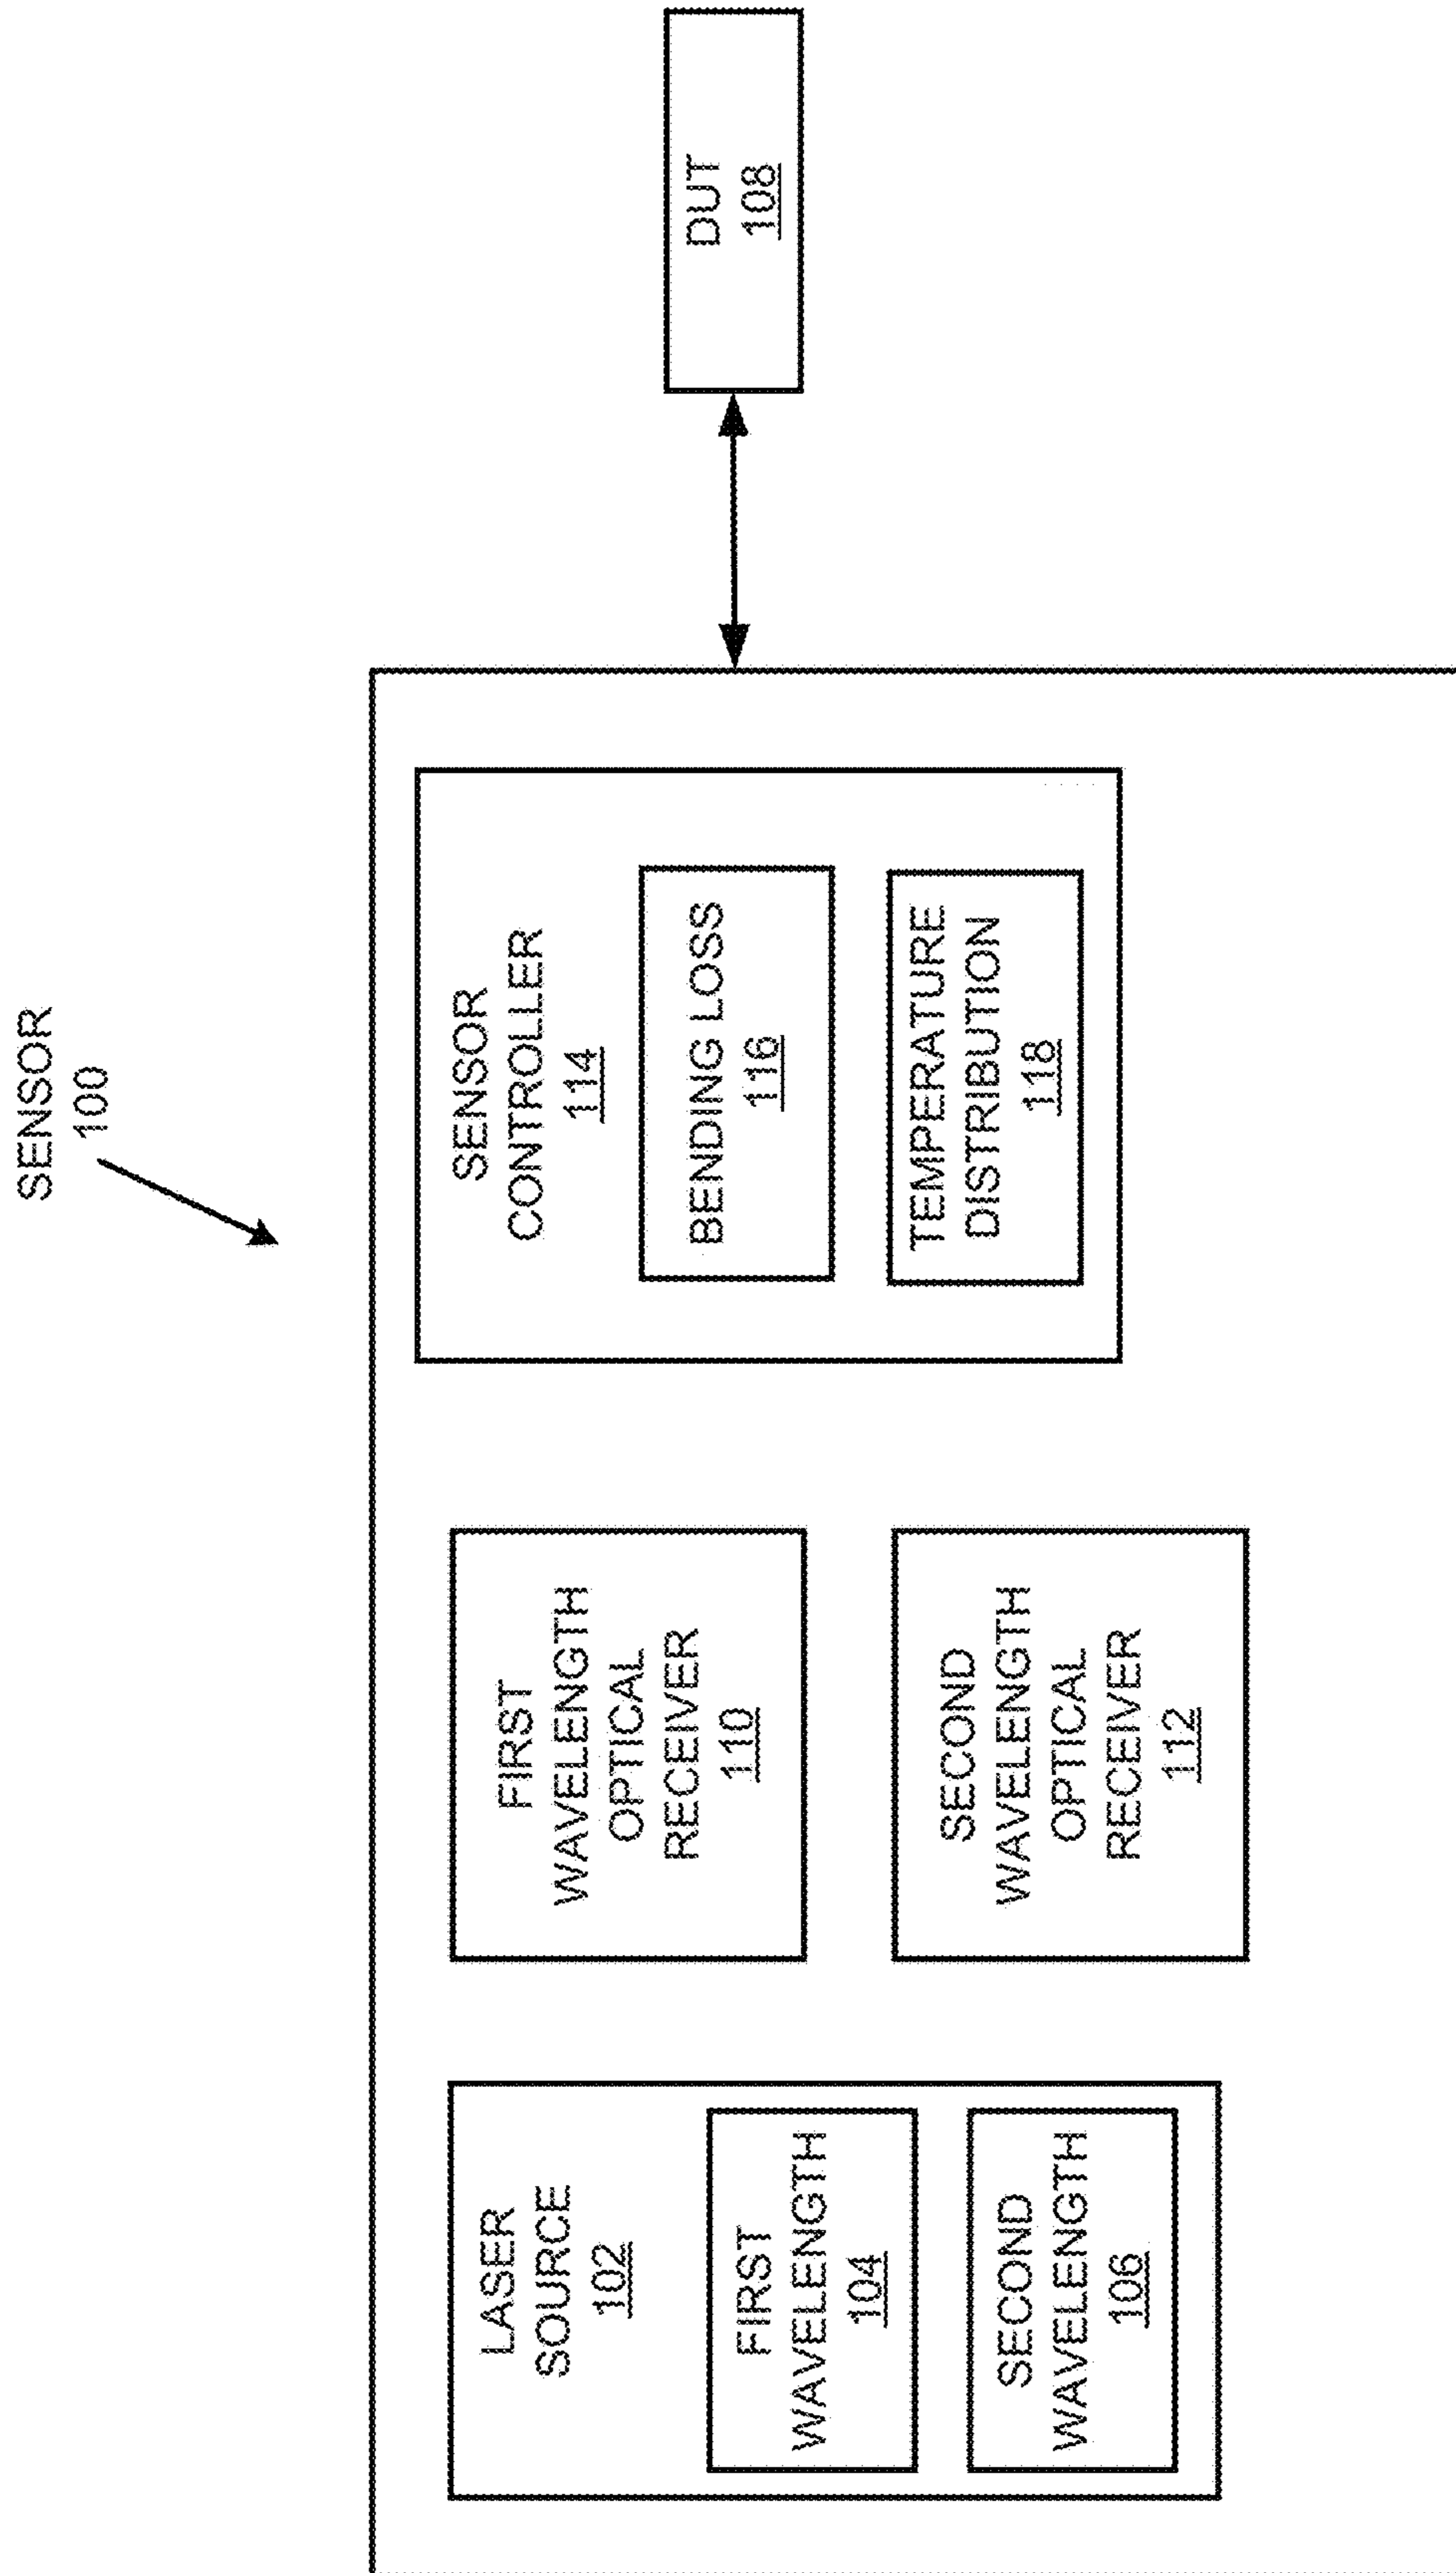 SENSOR
100
LASER
SOURCE
102
FIRST
WAVELENGTH
104
SECOND
WAVELENGTH
106
FIRST
WAVELENGTH
OPTICAL
RECEIVER
110
SECOND
WAVELENGTH
OPTICAL
RECEIVER
112
SENSOR
CONTROLLER
114
BENDING LOSS
116
TEMPERATURE
DISTRIBUTION
118
DUT
108